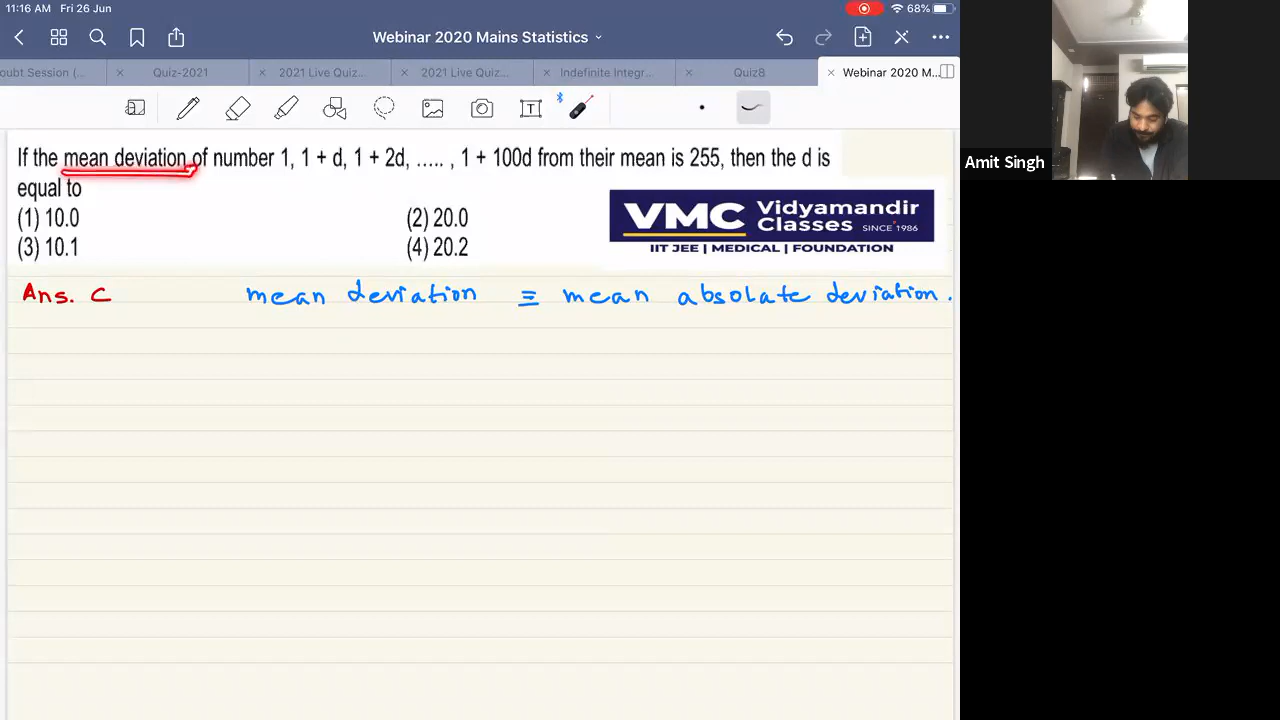 11:16 AM Fri 26 Jun
68%
Webinar 2020 Mains Statistics
oubt Session (...
Quiz-2021
2021 Live Quiz...
2021 Live Quiz...
Indefinite Integr...
Quiz8
Webinar 2020 M...
If the mean deviation of number 1, 1 + d, 1 + 2d, ..... , 1 + 100d from their mean is 255, then the d is
equal to
(1) 10.0 (2) 20.0
(3) 10.1 (4) 20.2
VMC Vidyamandir Classes SINCE 1986
IIT JEE | MEDICAL | FOUNDATION
Ans. C mean deviation ≡ mean absolate deviation.
Amit Singh